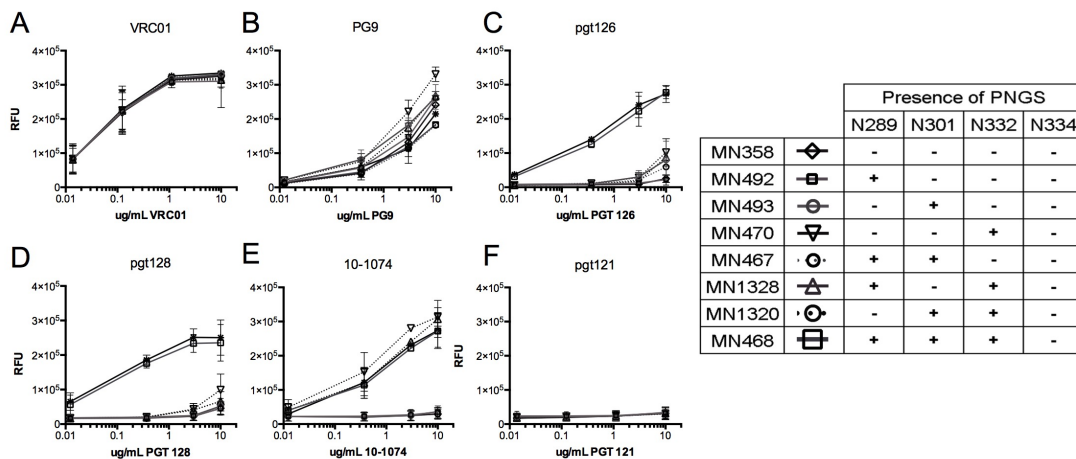 A
VRC01
4×10⁵
3×10⁵
2×10⁵
1×10⁵
0
RFU
0.01 0.1 1 10
ug/mL VRC01
B
PG9
4×10⁵
3×10⁵
2×10⁵
1×10⁵
0
0.01 0.1 1 10
ug/mL PG9
C
pgt126
4×10⁵
3×10⁵
2×10⁵
1×10⁵
0
0.01 0.1 1 10
ug/mL PGT 126
D
pgt128
4×10⁵
3×10⁵
2×10⁵
1×10⁵
0
RFU
0.01 0.1 1 10
ug/mL PGT 128
E
10-1074
4×10⁵
3×10⁵
2×10⁵
1×10⁵
0
RFU
0.01 0.1 1 10
ug/mL 10-1074
F
pgt121
4×10⁵
3×10⁵
2×10⁵
1×10⁵
0
RFU
0.01 0.1 1 10
ug/mL PGT 121
Presence of PNGS
N289 N301 N332 N334
MN358 - - - -
MN492 + - - -
MN493 - + - -
MN470 - - + -
MN467 + + - -
MN1328 + - + -
MN1320 - + + -
MN468 + + + -